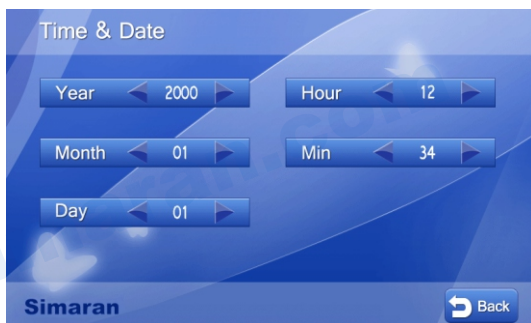 Time & Date
Year 2000 Hour 12
Month 01 Min 34
Day 01
Simaran Back